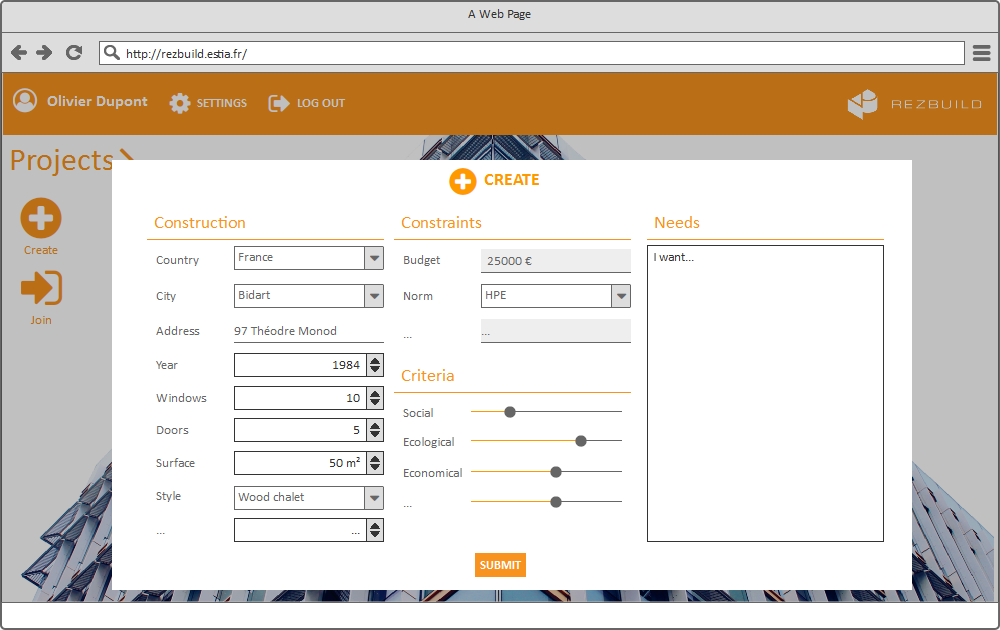 A Web Page
http://rezbuild.estia.fr/
Olivier Dupont
SETTINGS
LOG OUT
REZBUILD
Projects
Create
Join
CREATE
Construction
Country
France
City
Bidart
Address
97 Théodre Monod
Year
1984
Windows
10
Doors
5
Surface
50 m²
Style
Wood chalet
...
...
Constraints
Budget
25000 €
Norm
HPE
...
...
Criteria
Social
Ecological
Economical
...
Needs
I want...
SUBMIT